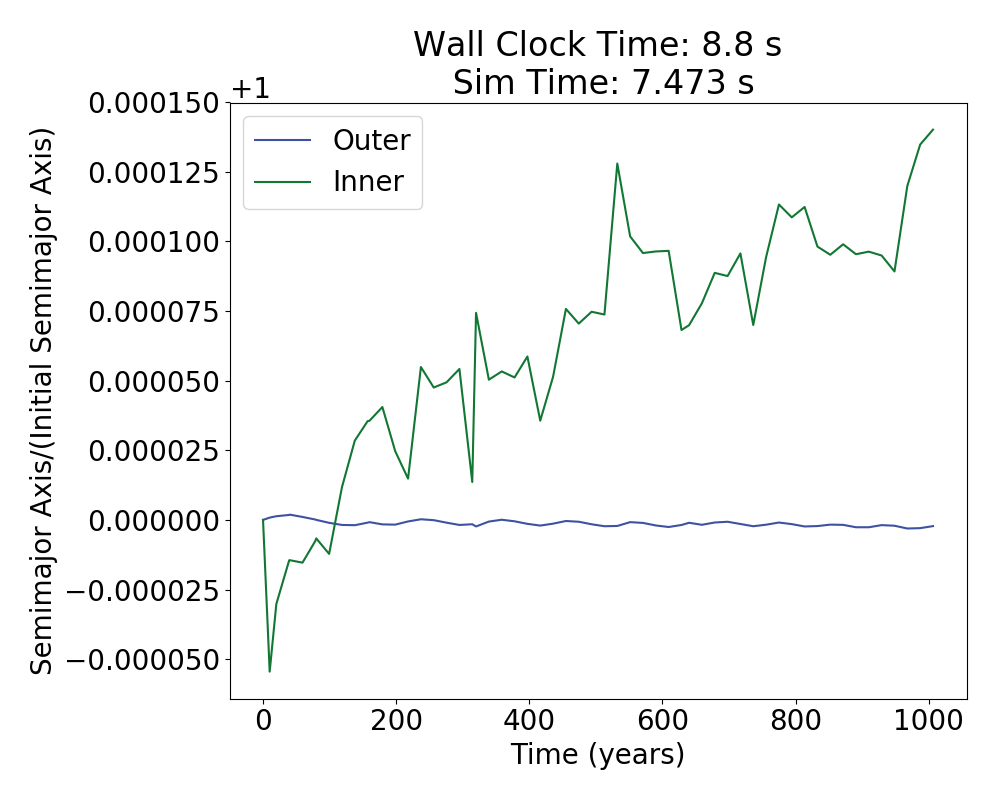 Wall Clock Time: 8.8 s
Sim Time: 7.473 s
+1
0.000150
0.000125
0.000100
0.000075
0.000050
0.000025
0.000000
−0.000025
−0.000050
Semimajor Axis/(Initial Semimajor Axis)
Outer
Inner
0 200 400 600 800 1000
Time (years)